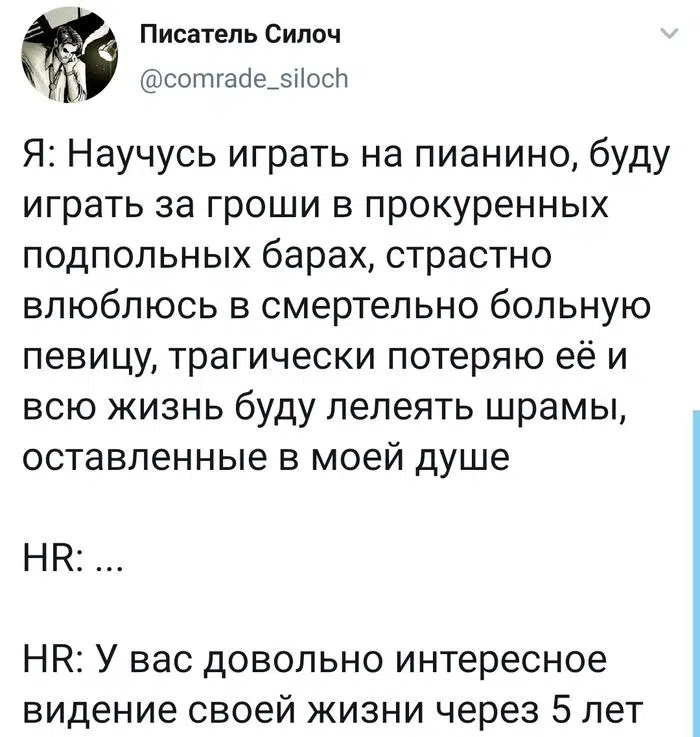 Писатель Силоч
@comrade_siloch
Я: Научусь играть на пианино, буду
играть за гроши в прокуренных
подпольных барах, страстно
влюблюсь в смертельно больную
певицу, трагически потеряю её и
всю жизнь буду лелеять шрамы,
оставленные в моей душе
HR: ...
HR: У вас довольно интересное
видение своей жизни через 5 лет